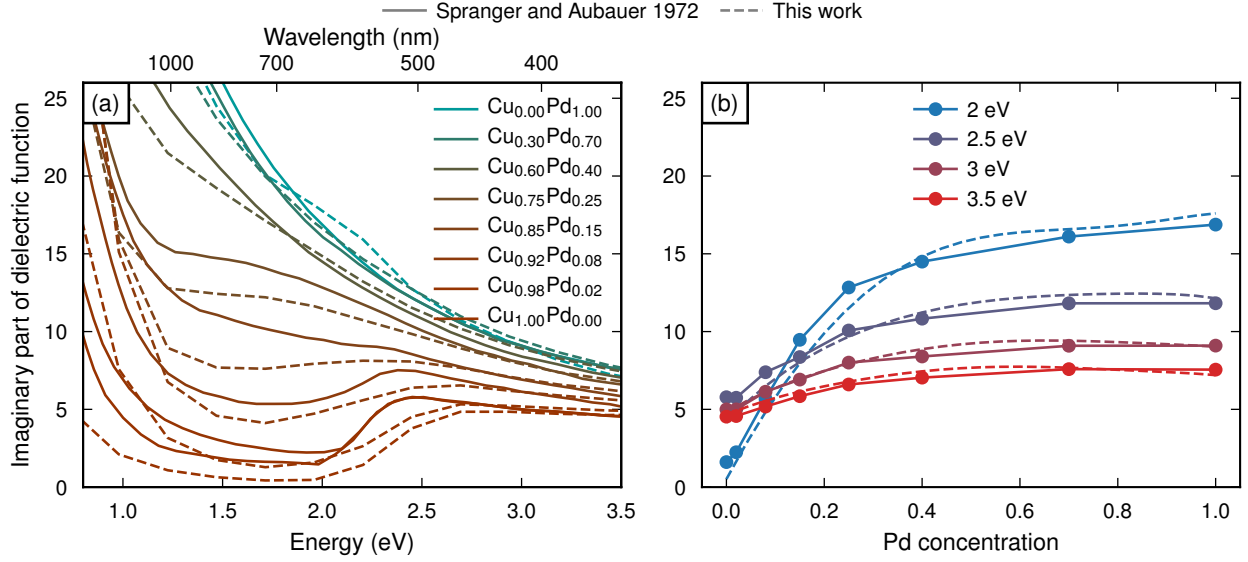 Spranger and Aubauer 1972 This work
Wavelength (nm)
1000 700 500 400
(a)
Cu0.00Pd1.00
Cu0.30Pd0.70
Cu0.60Pd0.40
Cu0.75Pd0.25
Cu0.85Pd0.15
Cu0.92Pd0.08
Cu0.98Pd0.02
Cu1.00Pd0.00
Imaginary part of dielectric function
25
20
15
10
5
0
1.0 1.5 2.0 2.5 3.0 3.5
Energy (eV)
(b)
2 eV
2.5 eV
3 eV
3.5 eV
25
20
15
10
5
0
0.0 0.2 0.4 0.6 0.8 1.0
Pd concentration